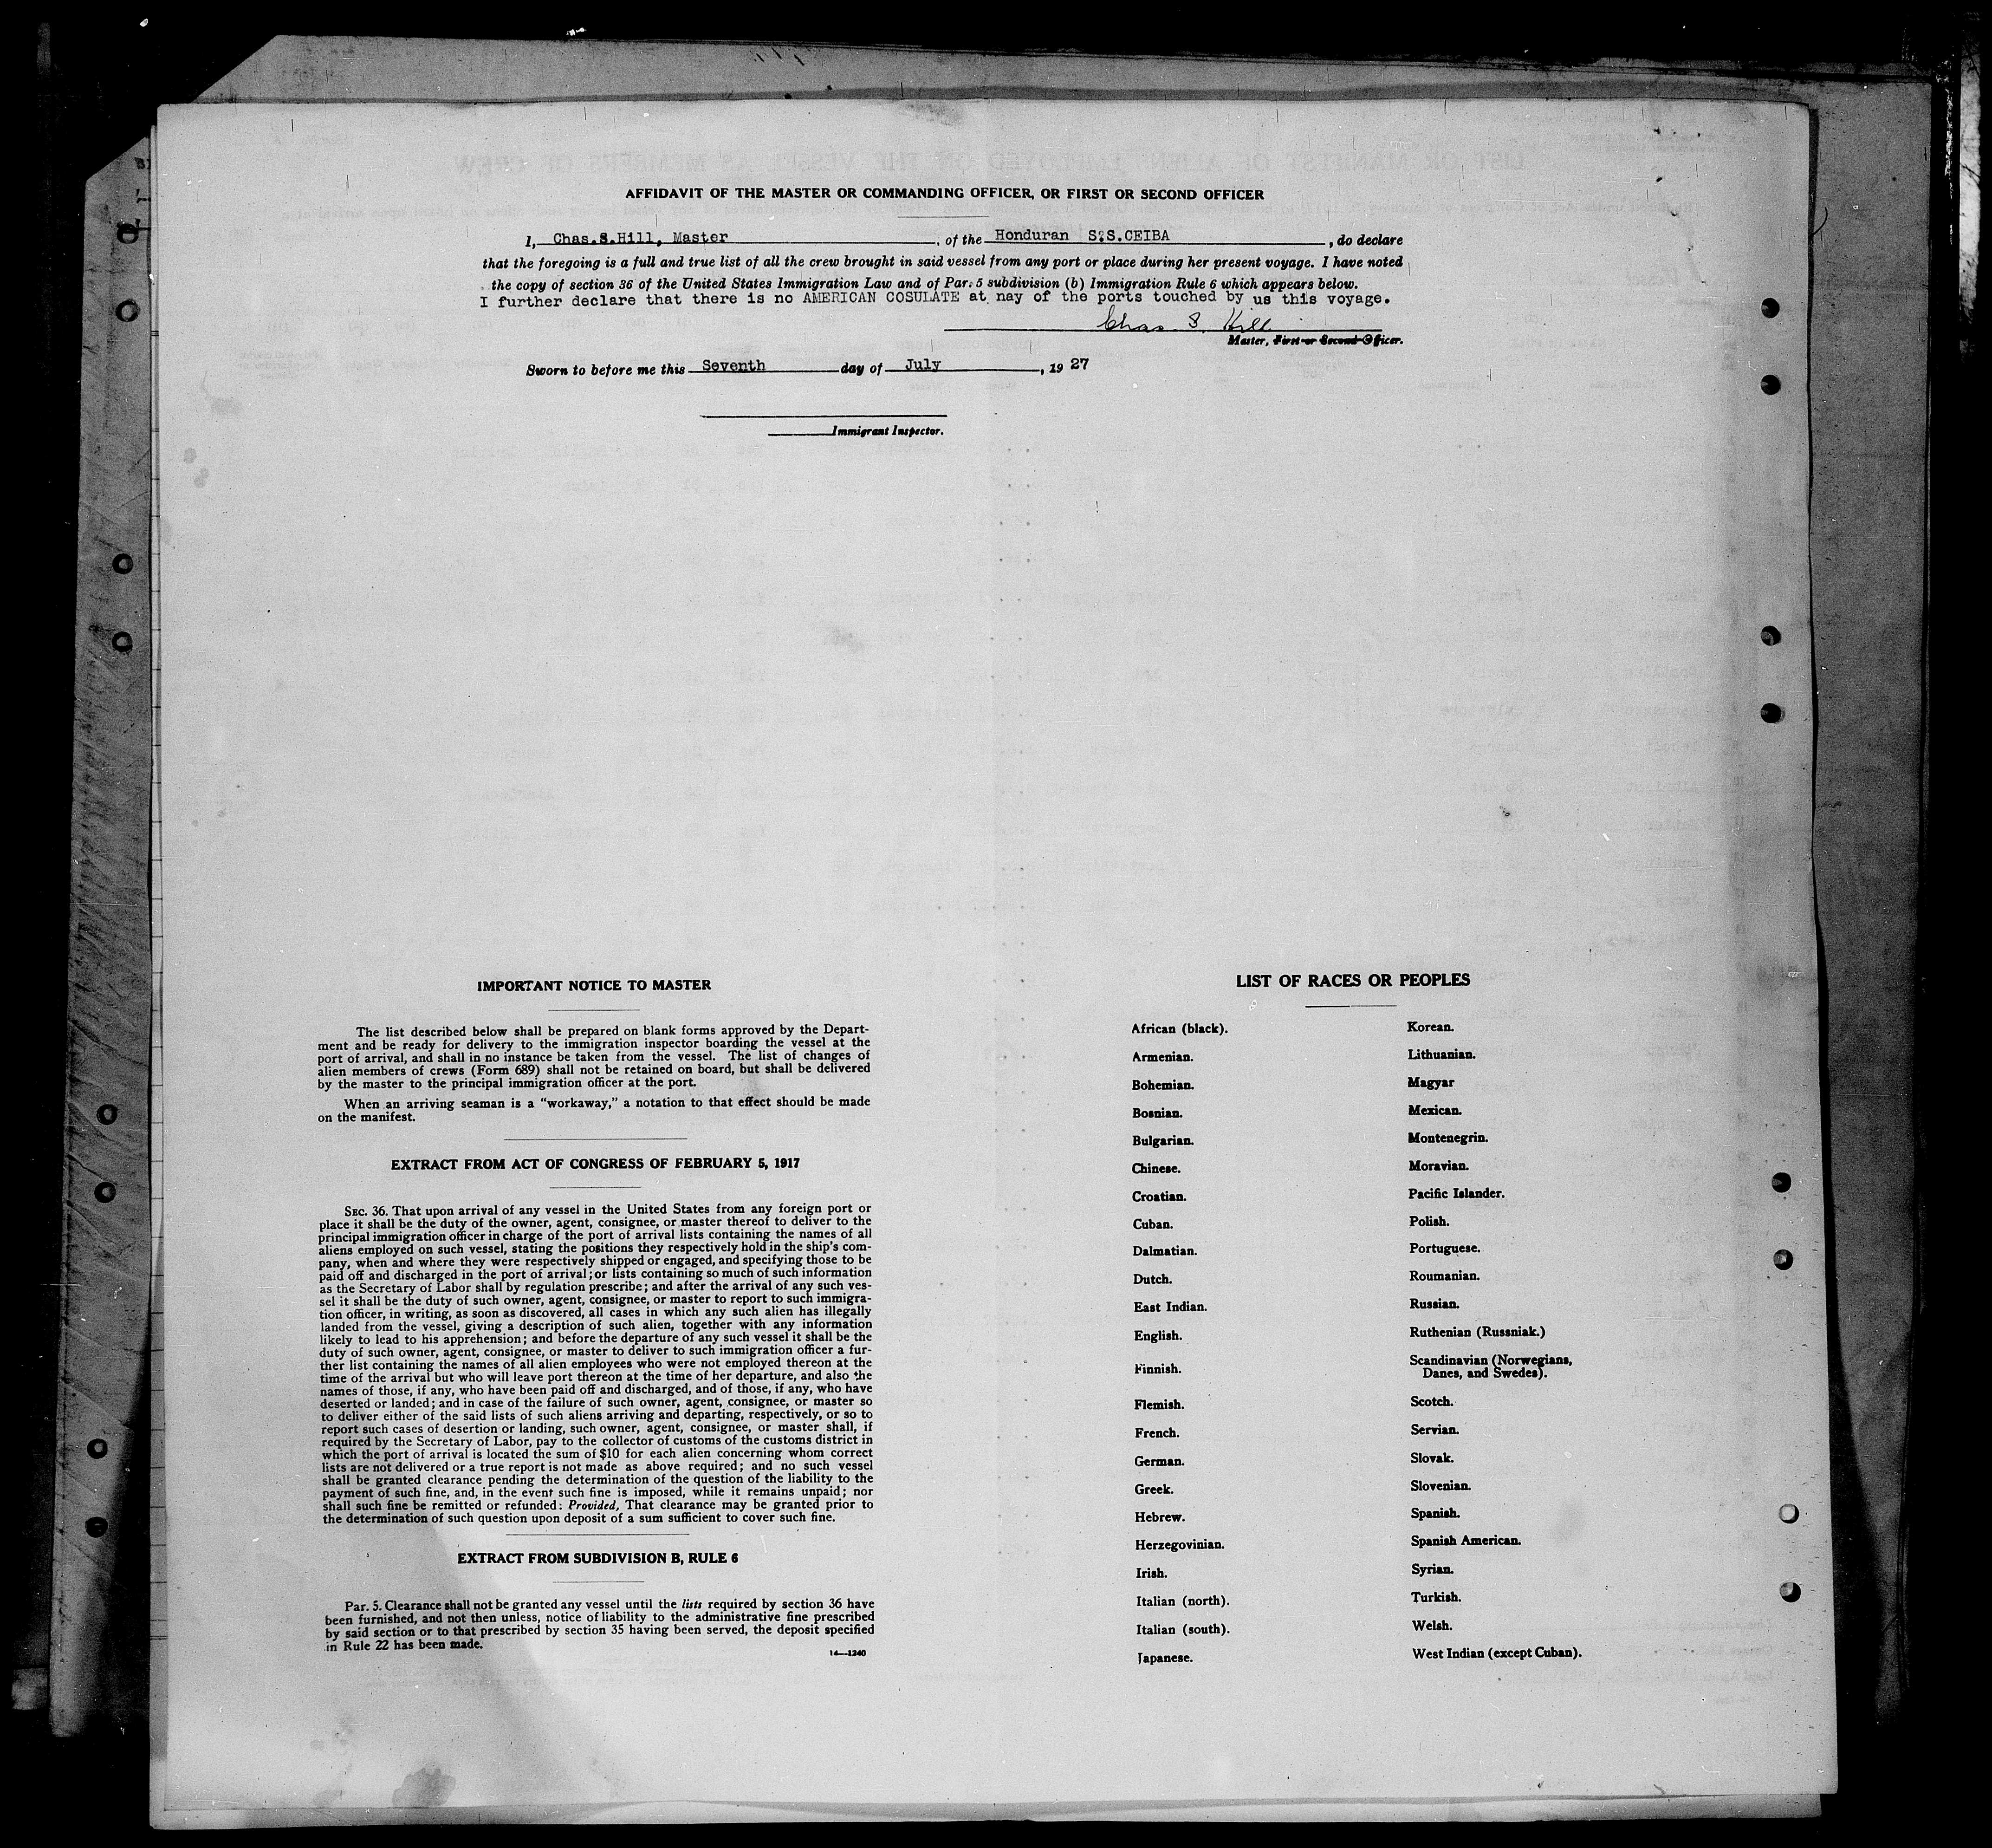 AFFIDAVIT OF THE MASTER OR COMMANDING OFFICER, OR FIRST OR SECOND OFFICER
I, Chas.S.Hill, Master , of the Honduran S.S.CEIBA , do declare
that the foregoing is a full and true list of all the crew brought in said vessel from any port or place during her present voyage. I have noted
the copy of section 36 of the United States Immigration Law and of Par. 5 subdivision (b) Immigration Rule 6 which appears below.
I further declare that there is no AMERICAN COSULATE at nay of the ports touched by us this voyage.
Chas S. Hill
Master, First or Second Officer.
Sworn to before me this Seventh day of July , 19 27
Immigrant Inspector.
IMPORTANT NOTICE TO MASTER
The list described below shall be prepared on blank forms approved by the Depart-
ment and be ready for delivery to the immigration inspector boarding the vessel at the
port of arrival, and shall in no instance be taken from the vessel. The list of changes of
alien members of crews (Form 689) shall not be retained on board, but shall be delivered
by the master to the principal immigration officer at the port.
When an arriving seaman is a "workaway," a notation to that effect should be made
on the manifest.
EXTRACT FROM ACT OF CONGRESS OF FEBRUARY 5, 1917
SEC. 36. That upon arrival of any vessel in the United States from any foreign port or
place it shall be the duty of the owner, agent, consignee, or master thereof to deliver to the
principal immigration officer in charge of the port of arrival lists containing the names of all
aliens employed on such vessel, stating the positions they respectively hold in the ship's com-
pany, when and where they were respectively shipped or engaged, and specifying those to be
paid off and discharged in the port of arrival; or lists containing so much of such information
as the Secretary of Labor shall by regulation prescribe; and after the arrival of any such ves-
sel it shall be the duty of such owner, agent, consignee, or master to report to such immigra-
tion officer, in writing, as soon as discovered, all cases in which any such alien has illegally
landed from the vessel, giving a description of such alien, together with any information
likely to lead to his apprehension; and before the departure of any such vessel it shall be the
duty of such owner, agent, consignee, or master to deliver to such immigration officer a fur-
ther list containing the names of all alien employees who were not employed thereon at the
time of the arrival but who will leave port thereon at the time of her departure, and also the
names of those, if any, who have been paid off and discharged, and of those, if any, who have
deserted or landed; and in case of the failure of such owner, agent, consignee, or master so
to deliver either of the said lists of such aliens arriving and departing, respectively, or so to
report such cases of desertion or landing, such owner, agent, consignee, or master shall, if
required by the Secretary of Labor, pay to the collector of customs of the customs district in
which the port of arrival is located the sum of $10 for each alien concerning whom correct
lists are not delivered or a true report is not made as above required; and no such vessel
shall be granted clearance pending the determination of the question of the liability to the
payment of such fine, and, in the event such fine is imposed, while it remains unpaid; nor
shall such fine be remitted or refunded: Provided, That clearance may be granted prior to
the determination of such question upon deposit of a sum sufficient to cover such fine.
EXTRACT FROM SUBDIVISION B, RULE 6
Par. 5. Clearance shall not be granted any vessel until the lists required by section 36 have
been furnished, and not then unless, notice of liability to the administrative fine prescribed
by said section or to that prescribed by section 35 having been served, the deposit specified
in Rule 22 has been made.
14—1240
LIST OF RACES OR PEOPLES
African (black).
Armenian.
Bohemian.
Bosnian.
Bulgarian.
Chinese.
Croatian.
Cuban.
Dalmatian.
Dutch.
East Indian.
English.
Finnish.
Flemish.
French.
German.
Greek.
Hebrew.
Herzegovinian.
Irish.
Italian (north).
Italian (south).
Japanese.
Korean.
Lithuanian.
Magyar
Mexican.
Montenegrin.
Moravian.
Pacific Islander.
Polish.
Portuguese.
Roumanian.
Russian.
Ruthenian (Russniak.)
Scandinavian (Norwegians,
Danes, and Swedes).
Scotch.
Servian.
Slovak.
Slovenian.
Spanish.
Spanish American.
Syrian.
Turkish.
Welsh.
West Indian (except Cuban).